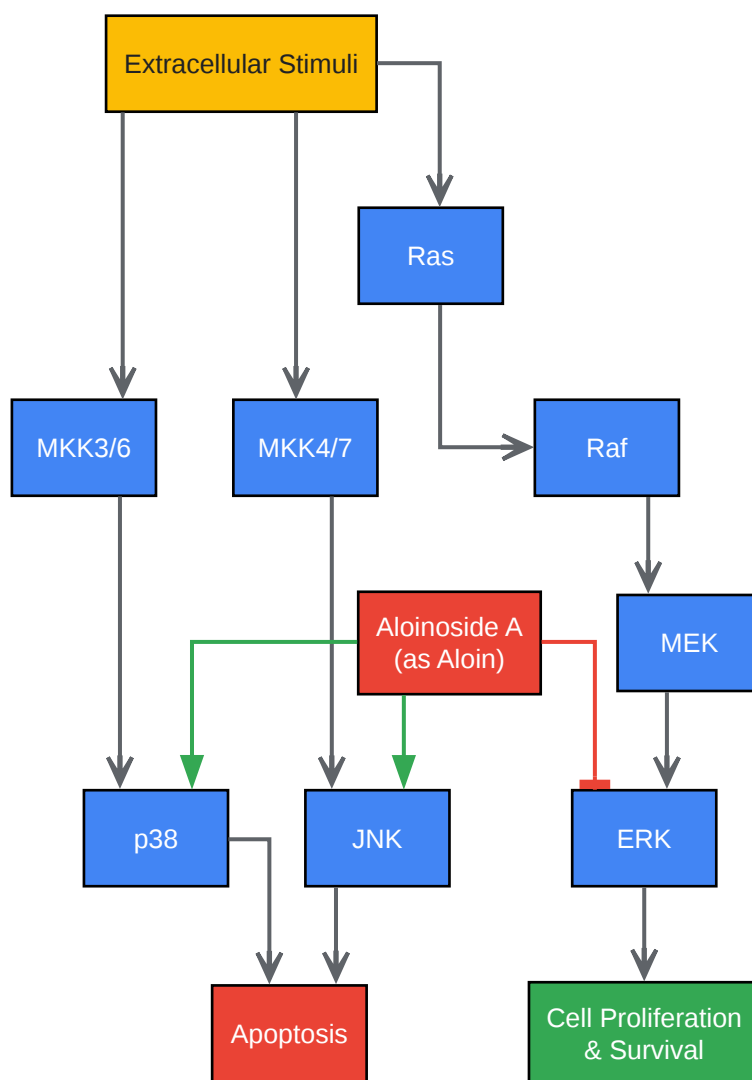 Extracellular Stimuli
Ras
MKK3/6
MKK4/7
Raf
Aloinoside A
(as Aloin)
MEK
p38
JNK
ERK
Apoptosis
Cell Proliferation
& Survival